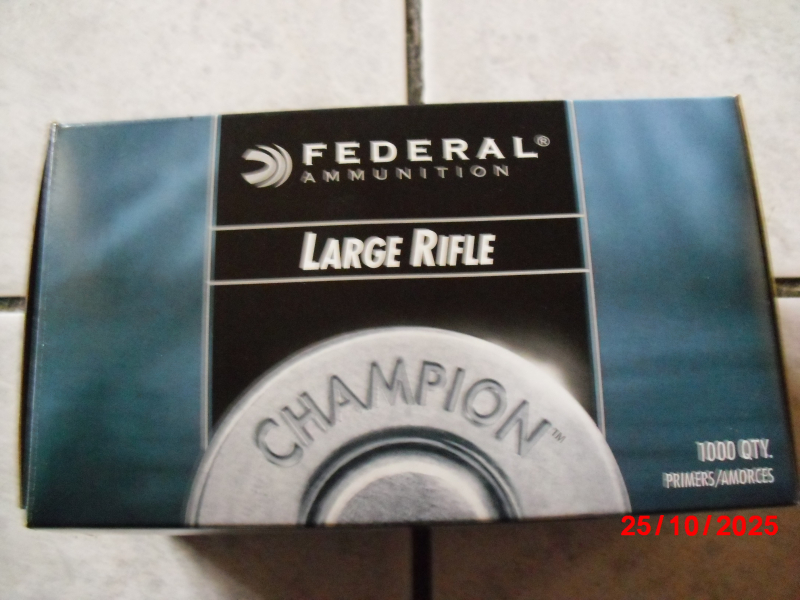 FEDERAL®
AMMUNITION
LARGE RIFLE
CHAMPION™
1000 QTY.
PRIMERS/AMORCES
25/10/2025